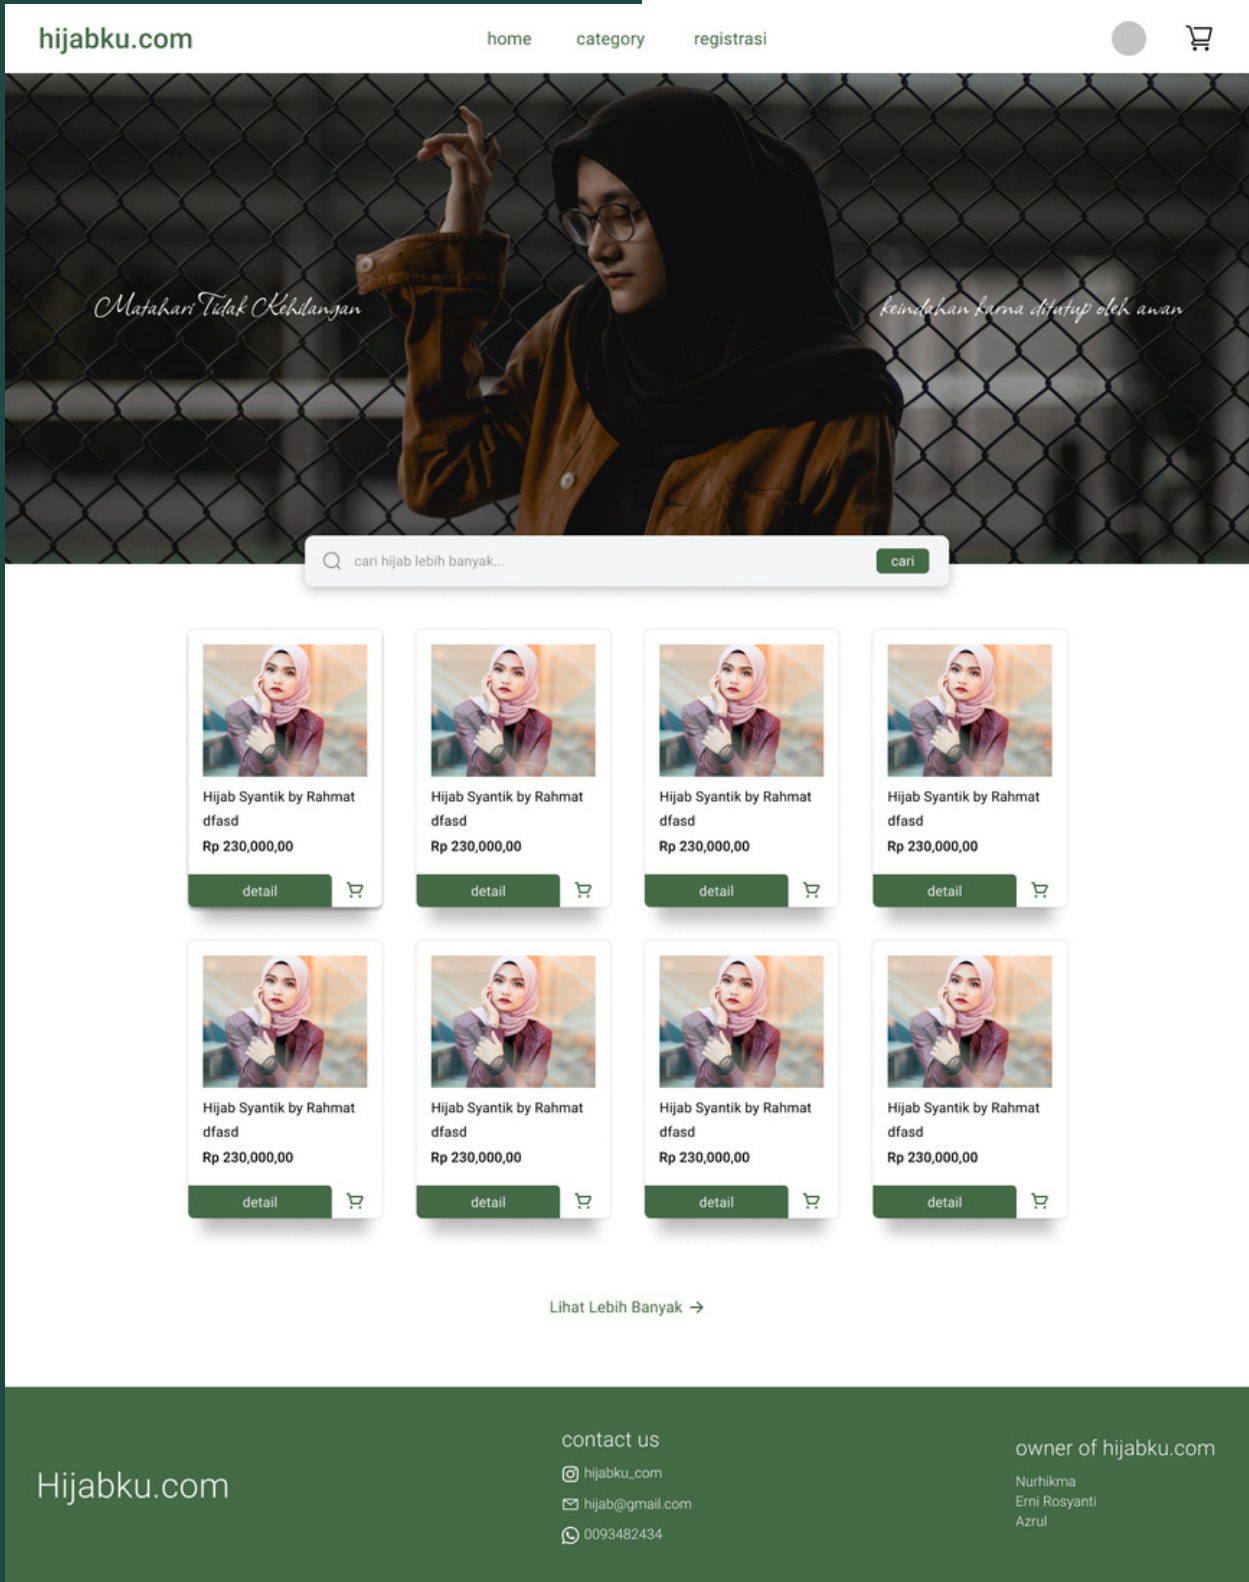 hijabku.com
home category registrasi
Matahari Tidak Kehilangan
keindahan karna ditutup oleh awan
cari hijab lebih banyak...
cari
Hijab Syantik by Rahmat
dfasd
Rp 230,000,00
detail
Hijab Syantik by Rahmat
dfasd
Rp 230,000,00
detail
Hijab Syantik by Rahmat
dfasd
Rp 230,000,00
detail
Hijab Syantik by Rahmat
dfasd
Rp 230,000,00
detail
Hijab Syantik by Rahmat
dfasd
Rp 230,000,00
detail
Hijab Syantik by Rahmat
dfasd
Rp 230,000,00
detail
Hijab Syantik by Rahmat
dfasd
Rp 230,000,00
detail
Hijab Syantik by Rahmat
dfasd
Rp 230,000,00
detail
Lihat Lebih Banyak
Hijabku.com
contact us
hijabku_com
hijab@gmail.com
0093482434
owner of hijabku.com
Nurhikma
Erni Rosyanti
Azrul